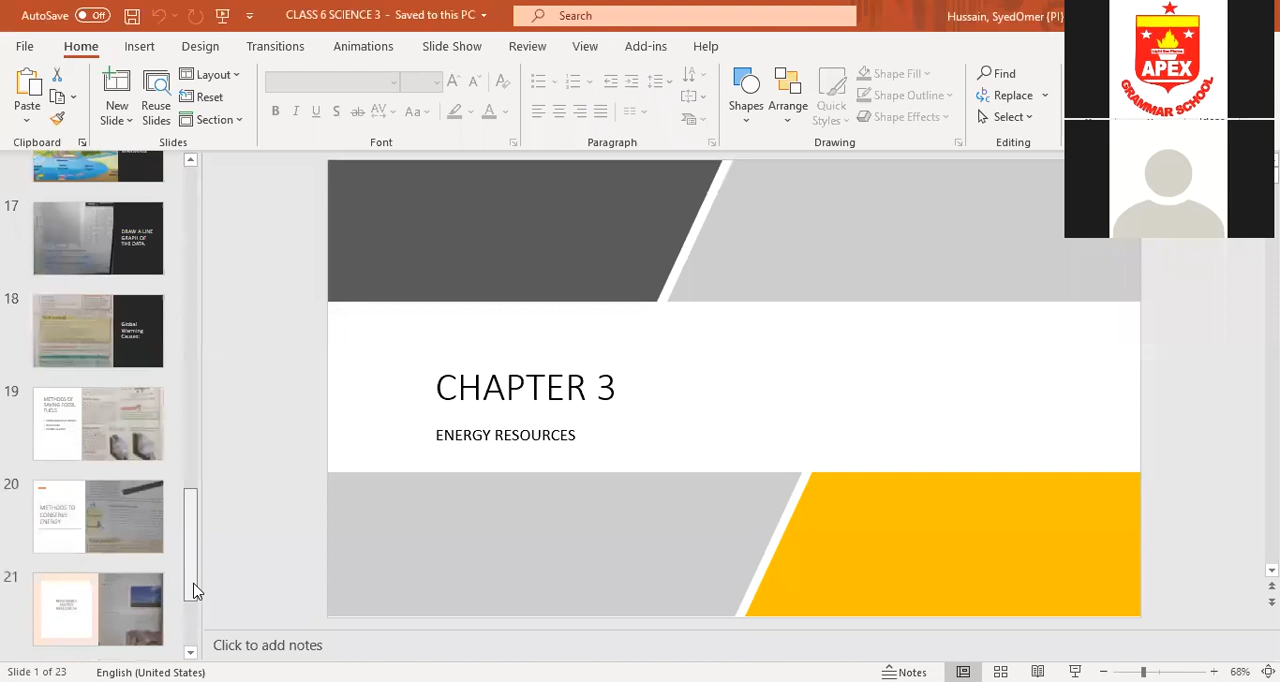 AutoSave Off
CLASS 6 SCIENCE 3 - Saved to this PC
Search
Hussain, SyedOmer {PI}
File Home Insert Design Transitions Animations Slide Show Review View Add-ins Help
Paste
Clipboard
New Slide
Reuse Slides
Layout
Reset
Section
Slides
B I U S AV Aa A
Font
Paragraph
Shapes
Arrange
Quick Styles
Shape Fill
Shape Outline
Shape Effects
Drawing
Find
Replace
Select
Editing
APEX
GRAMMAR SCHOOL
17
DRAW A LINE
GRAPH OF
THE DATA.
18
Global
Warming
Causes:
19
METHODS OF
SAVING FOSSIL
FUELS
20
METHODS TO
CONSERVE
ENERGY
21
CHAPTER 3
ENERGY RESOURCES
Click to add notes
Slide 1 of 23
English (United States)
Notes
68%